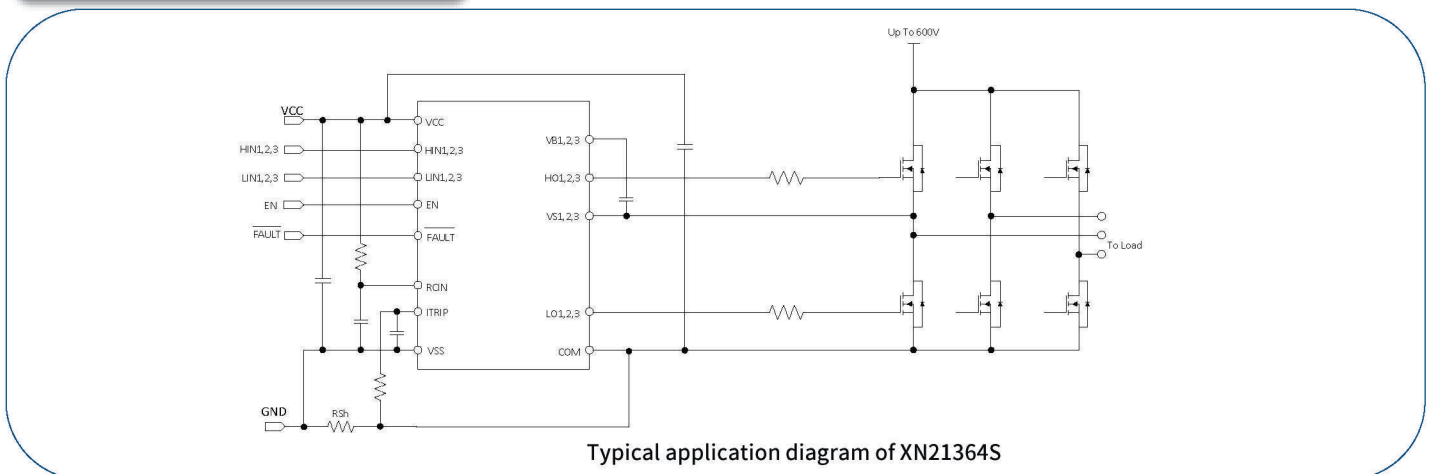 Up To 600V
VCC
HIN1,2,3
LIN1,2,3
EN
FAULT
VCC
HIN1,2,3
LIN1,2,3
EN
FAULT
RCIN
ITRIP
VSS
VB1,2,3
HO1,2,3
VS1,2,3
LO1,2,3
COM
To Load
GND
RSh
Typical application diagram of XN21364S